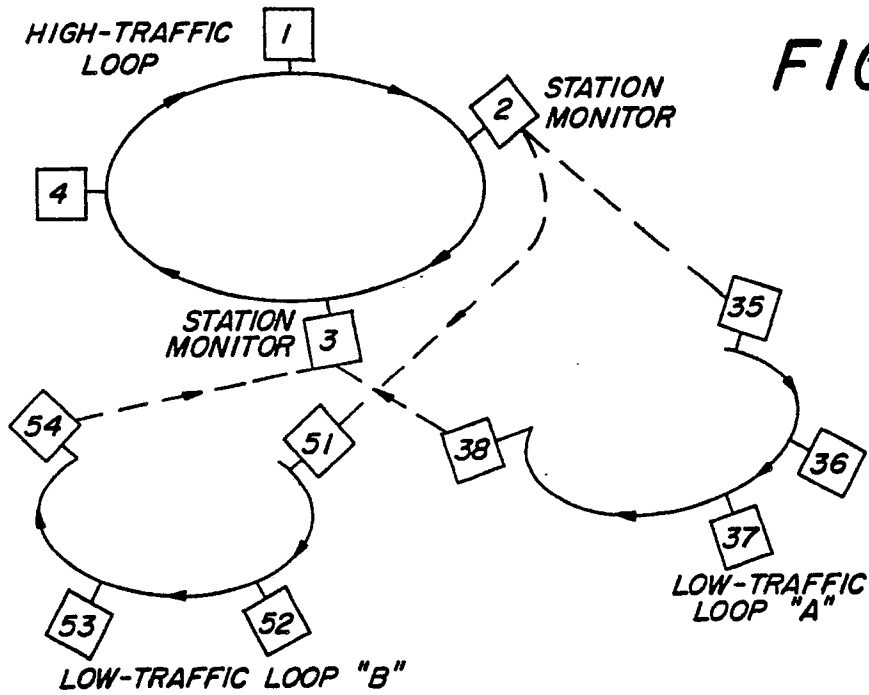 HIGH-TRAFFIC
LOOP
1
FIG
2
STATION
MONITOR
4
STATION
MONITOR
3
35
54
51
38
36
37
53
52
LOW-TRAFFIC
LOOP "A"
LOW-TRAFFIC LOOP "B"